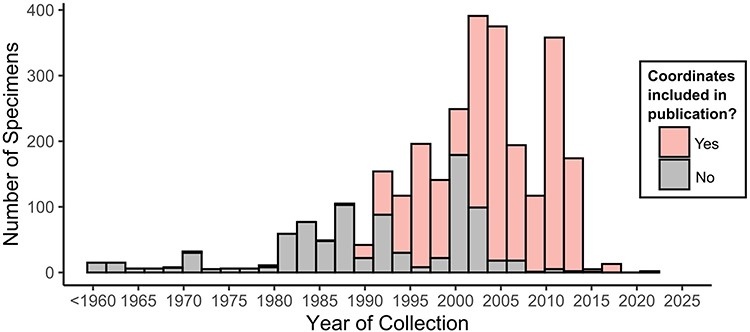 400
300
200
100
0
Number of Specimens
<1960 1965 1970 1975 1980 1985 1990 1995 2000 2005 2010 2015 2020 2025
Year of Collection
Coordinates
included in
publication?
Yes
No